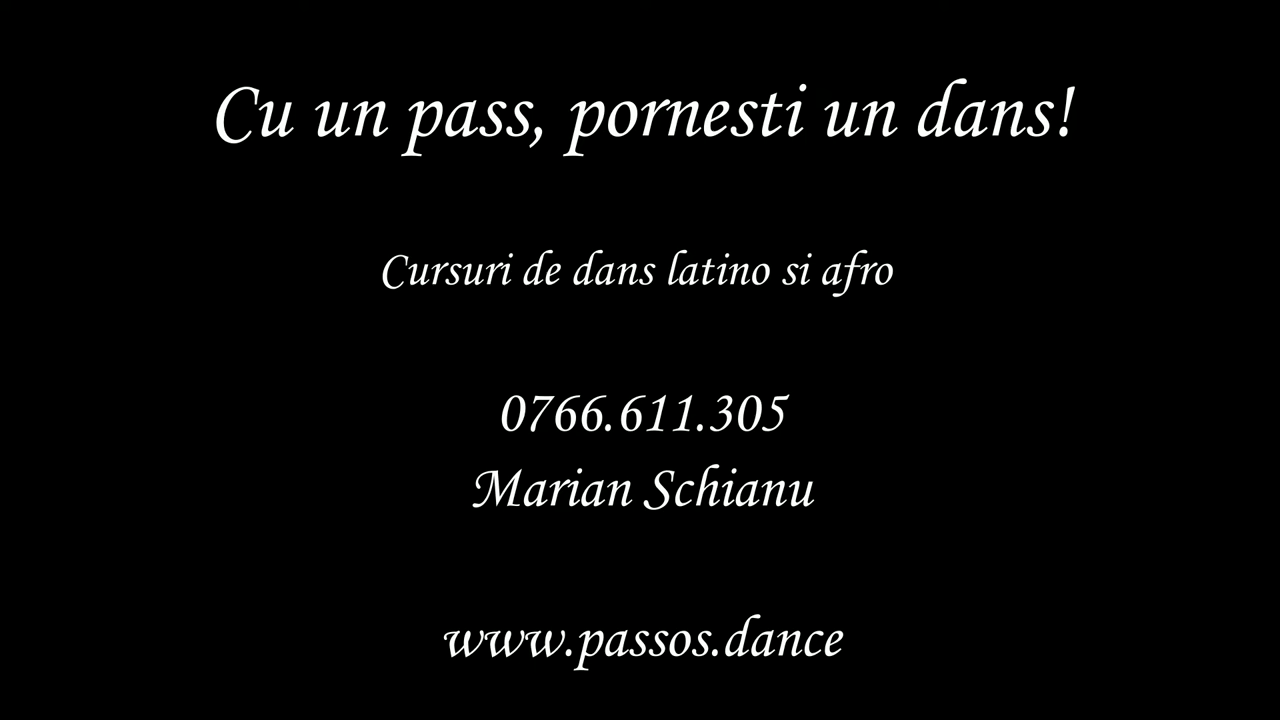 Cu un pass, pornesti un dans!
Cursuri de dans latino si afro
0766.611.305
Marian Schianu
www.passos.dance